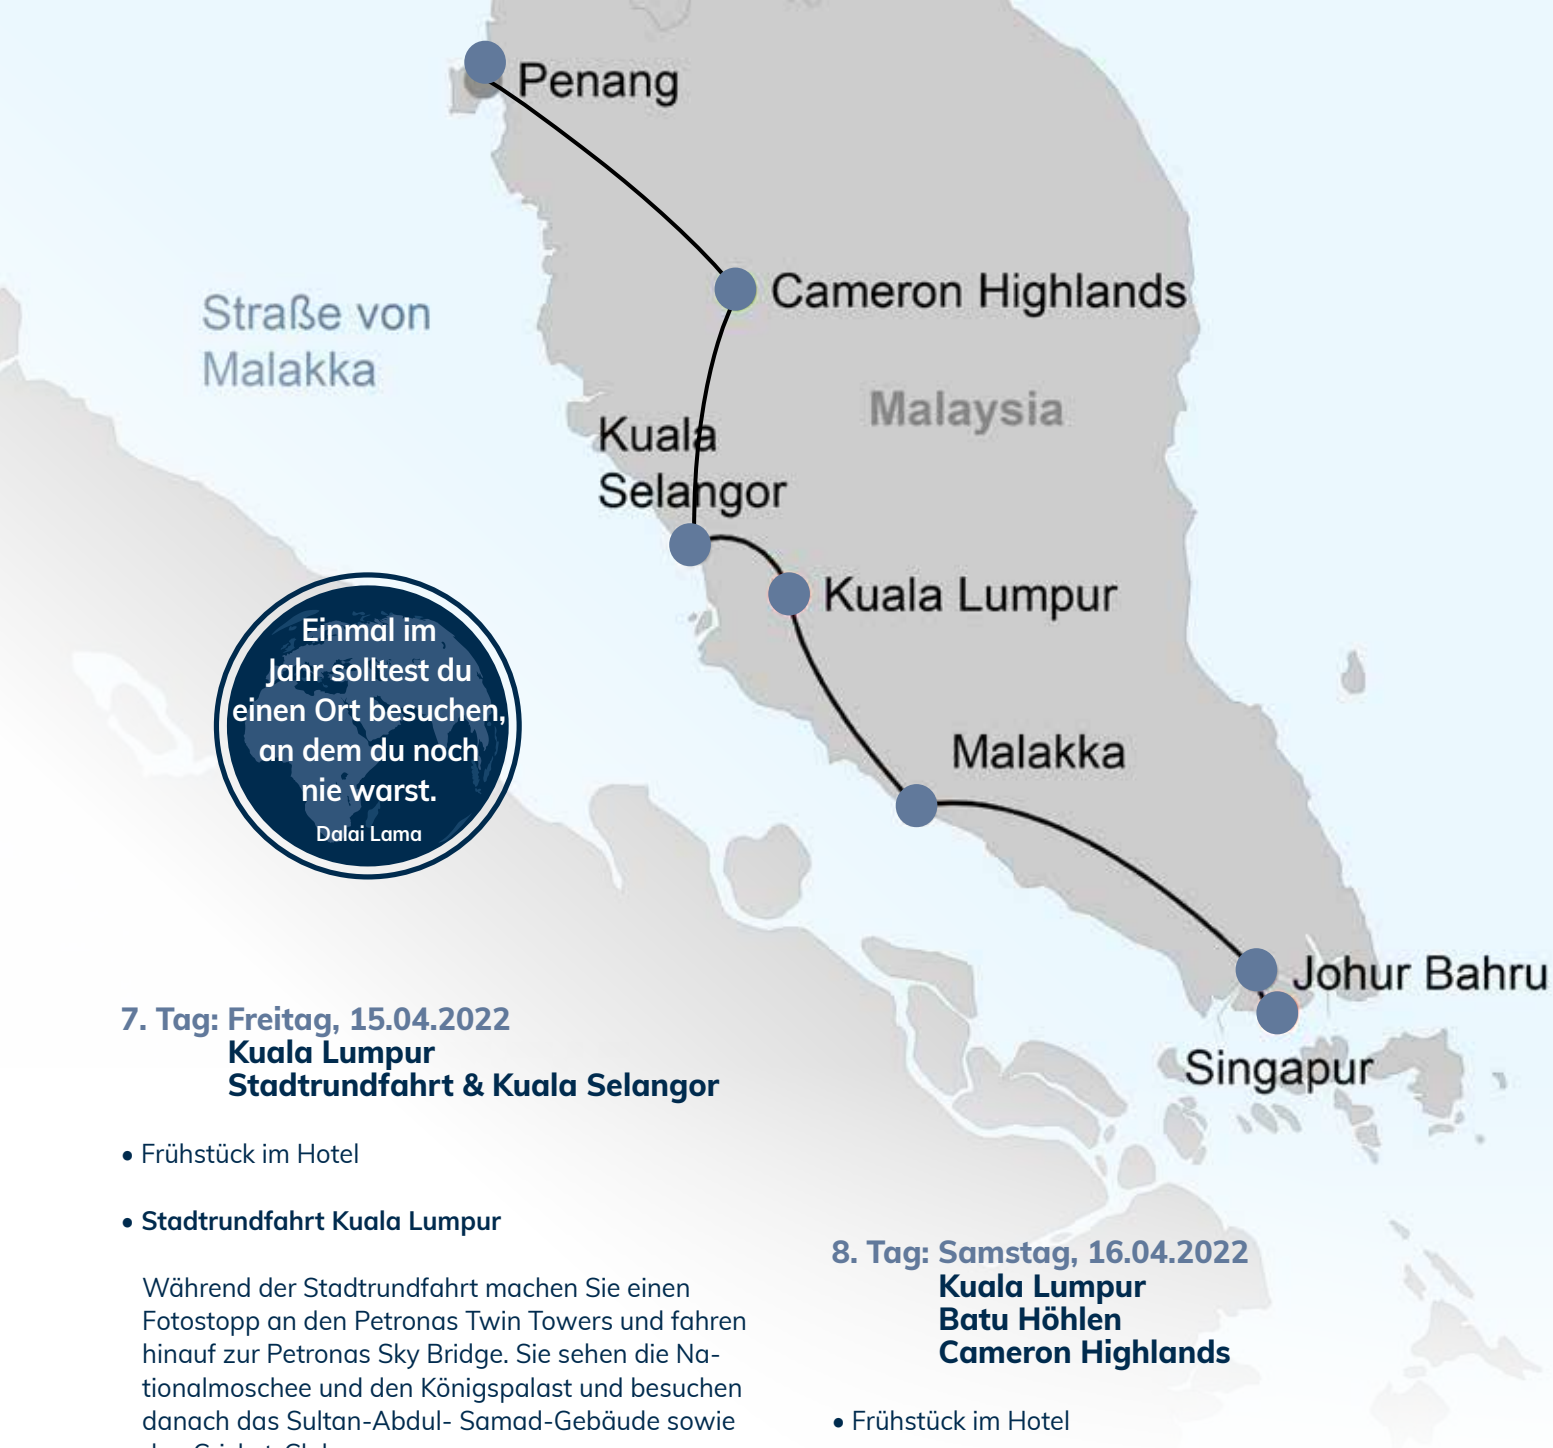 Penang
Cameron Highlands
Straße von
Malakka
Malaysia
Kuala
Selangor
Kuala Lumpur
Einmal im
Jahr solltest du
einen Ort besuchen,
an dem du noch
nie warst.
Dalai Lama
Malakka
Johur Bahru
Singapur
7. Tag: Freitag, 15.04.2022
Kuala Lumpur
Stadtrundfahrt & Kuala Selangor
• Frühstück im Hotel
• Stadtrundfahrt Kuala Lumpur
Während der Stadtrundfahrt machen Sie einen
Fotostopp an den Petronas Twin Towers und fahren
hinauf zur Petronas Sky Bridge. Sie sehen die Na-
tionalmoschee und den Königspalast und besuchen
danach das Sultan-Abdul- Samad-Gebäude sowie
8. Tag: Samstag, 16.04.2022
Kuala Lumpur
Batu Höhlen
Cameron Highlands
• Frühstück im Hotel